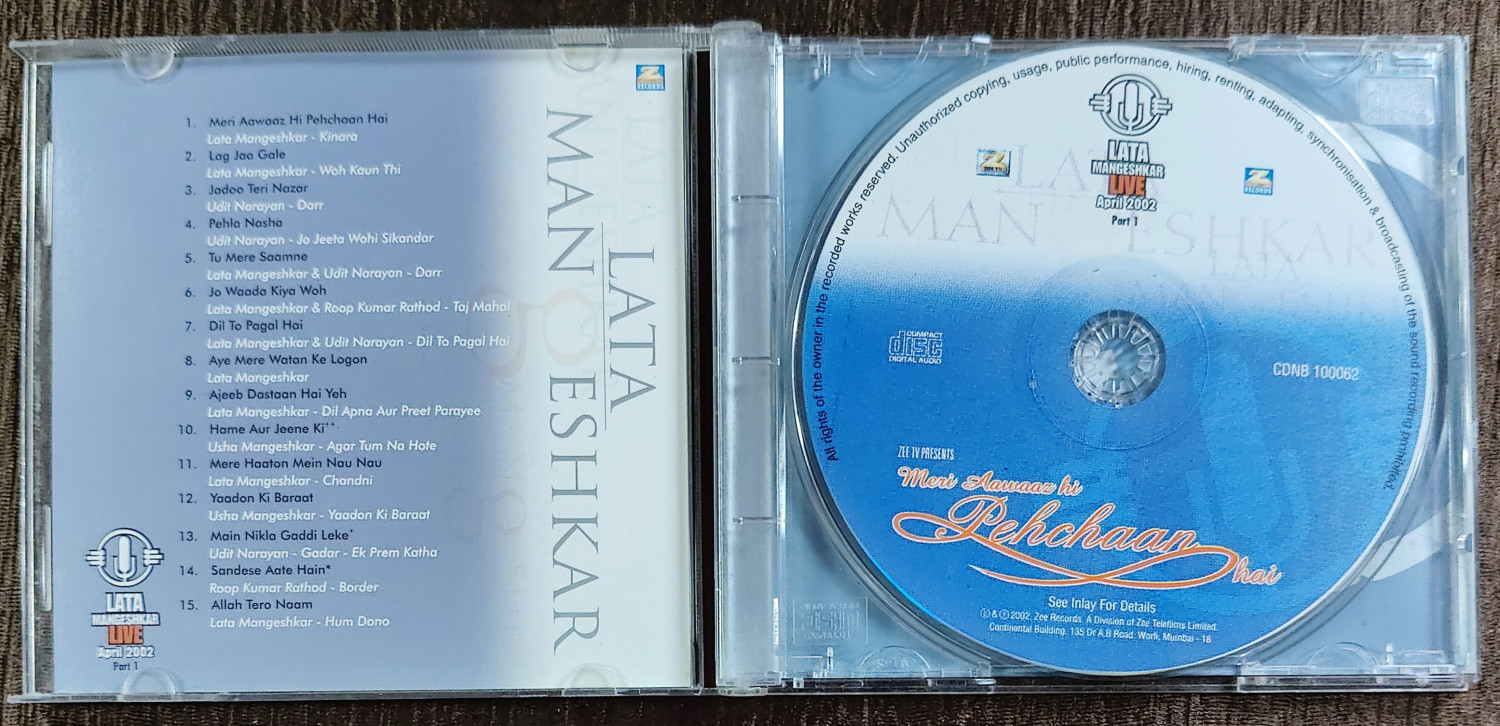 1. Meri Aawaaz Hi Pehchaan Hai
Lata Mangeshkar - Kinara
2. Lag Jaa Gale
Lata Mangeshkar - Woh Kaun Thi
3. Jadoo Teri Nazar
Udit Narayan - Darr
4. Pehla Nasha
Udit Narayan - Jo Jeeta Wohi Sikandar
5. Tu Mere Saamne
Lata Mangeshkar & Udit Narayan - Darr
6. Jo Waada Kiya Woh
Lata Mangeshkar & Roop Kumar Rathod - Taj Mahal
7. Dil To Pagal Hai
Lata Mangeshkar & Udit Narayan - Dil To Pagal Hai
8. Aye Mere Watan Ke Logon
Lata Mangeshkar
9. Ajeeb Dastaan Hai Yeh
Lata Mangeshkar - Dil Apna Aur Preet Parayee
10. Hame Aur Jeene Ki++
Usha Mangeshkar - Agar Tum Na Hote
11. Mere Haaton Mein Nau Nau
Lata Mangeshkar - Chandni
12. Yaadon Ki Baraat
Usha Mangeshkar - Yaadon Ki Baraat
13. Main Nikla Gaddi Leke+
Udit Narayan - Gadar - Ek Prem Katha
14. Sandese Aate Hain*
Roop Kumar Rathod - Border
15. Allah Tero Naam
Lata Mangeshkar - Hum Dono
LATA
MANGESHKAR
LIVE
April 2002
Part 1
Z
RECORDS
LATA
MAN ESHKAR
All rights of the owner in the recorded works reserved. Unauthorized copying, usage, public performance, hiring, renting, adapting, synchronisation & broadcasting of the sound recording prohibited.
LATA
MANGESHKAR
LIVE
April 2002
Part 1
Z
ZEE TV
Z
RECORDS
LATA
MAN ESHKAR
LATA
COMPACT
disc
DIGITAL AUDIO
CDNB 100062
ZEE TV PRESENTS
Meri Aawaaz hi
Pehchaan
hai
See Inlay For Details
© & ℗ 2002, Zee Records. A Division of Zee Telefilms Limited.
Continental Building, 135 Dr A.B Road, Worli, Mumbai - 18